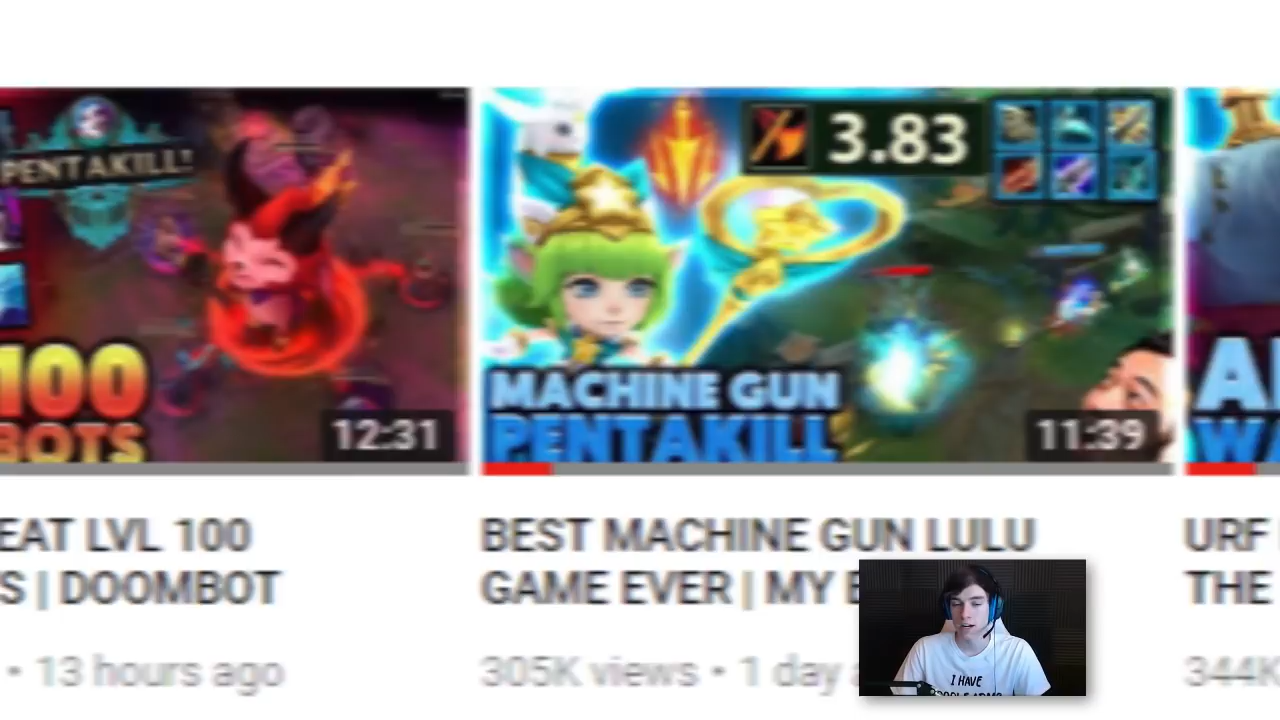 PENTAKILL!
100
BOTS
12:31
EAT LVL 100
S | DOOMBOT
• 13 hours ago
3.83
MACHINE GUN
PENTAKILL
11:39
BEST MACHINE GUN LULU
GAME EVER | MY
305K views • 1 day
URF
THE
344K
I HAVE